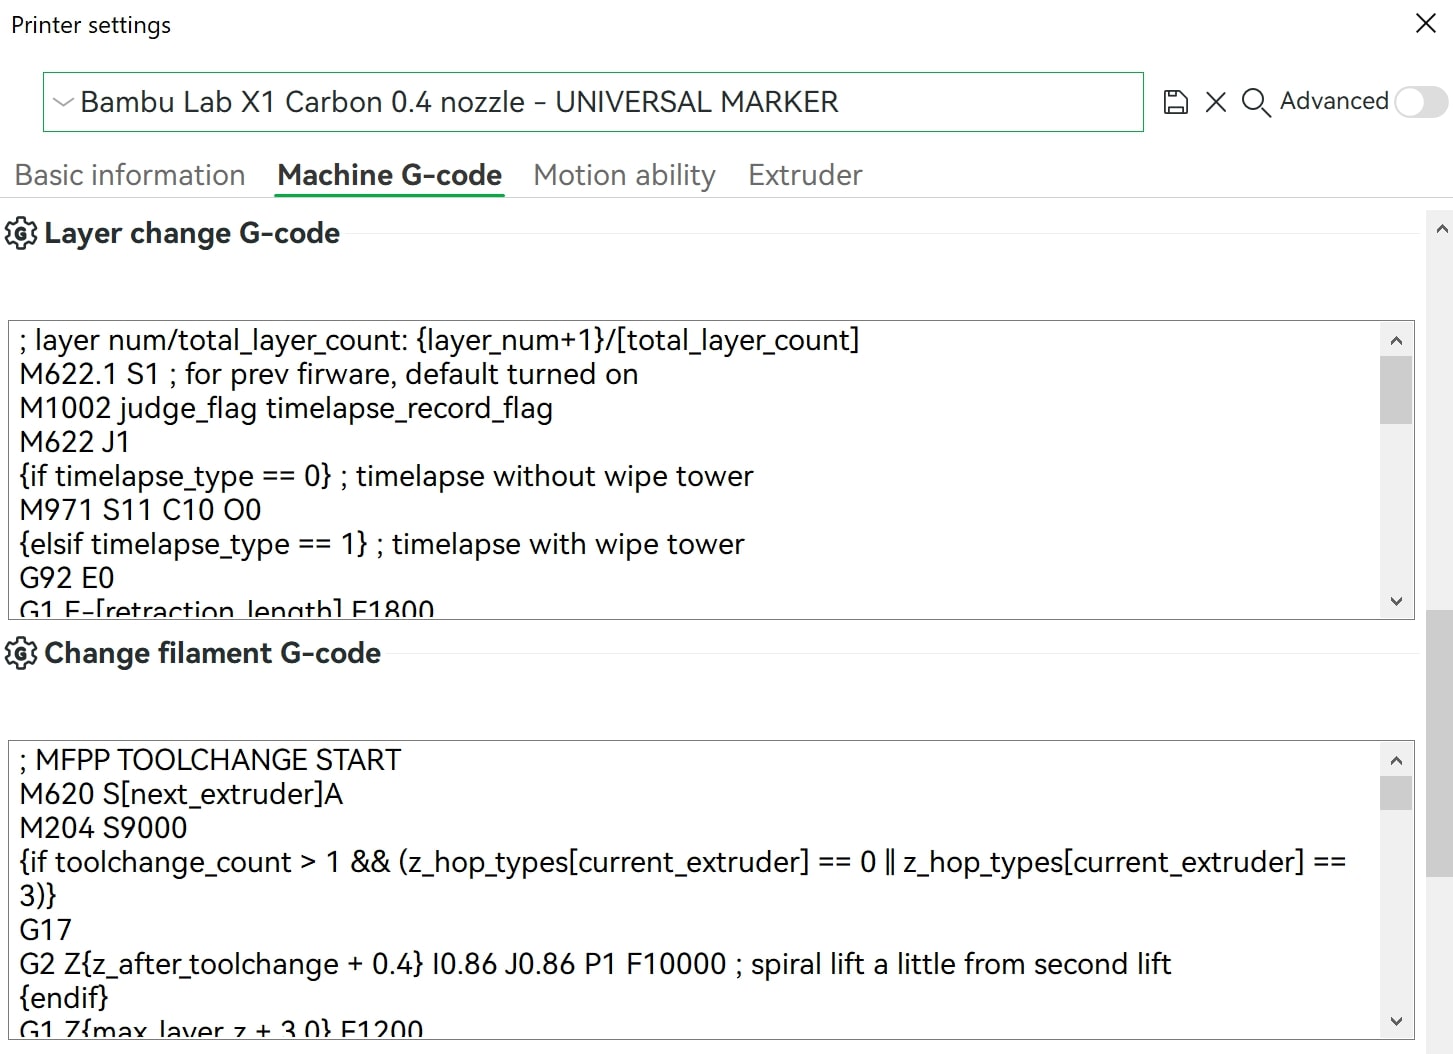 Printer settings
Bambu Lab X1 Carbon 0.4 nozzle - UNIVERSAL MARKER
Advanced
Basic information Machine G-code Motion ability Extruder
Layer change G-code
; layer num/total_layer_count: {layer_num+1}/[total_layer_count]
M622.1 S1 ; for prev firware, default turned on
M1002 judge_flag timelapse_record_flag
M622 J1
{if timelapse_type == 0} ; timelapse without wipe tower
M971 S11 C10 O0
{elsif timelapse_type == 1} ; timelapse with wipe tower
G92 E0
G1 E-[retraction_length] F1800
Change filament G-code
; MFPP TOOLCHANGE START
M620 S[next_extruder]A
M204 S9000
{if toolchange_count > 1 && (z_hop_types[current_extruder] == 0 || z_hop_types[current_extruder] ==
3)}
G17
G2 Z{z_after_toolchange + 0.4} I0.86 J0.86 P1 F10000 ; spiral lift a little from second lift
{endif}
G1 Z{max_layer_z + 3.0} F1200